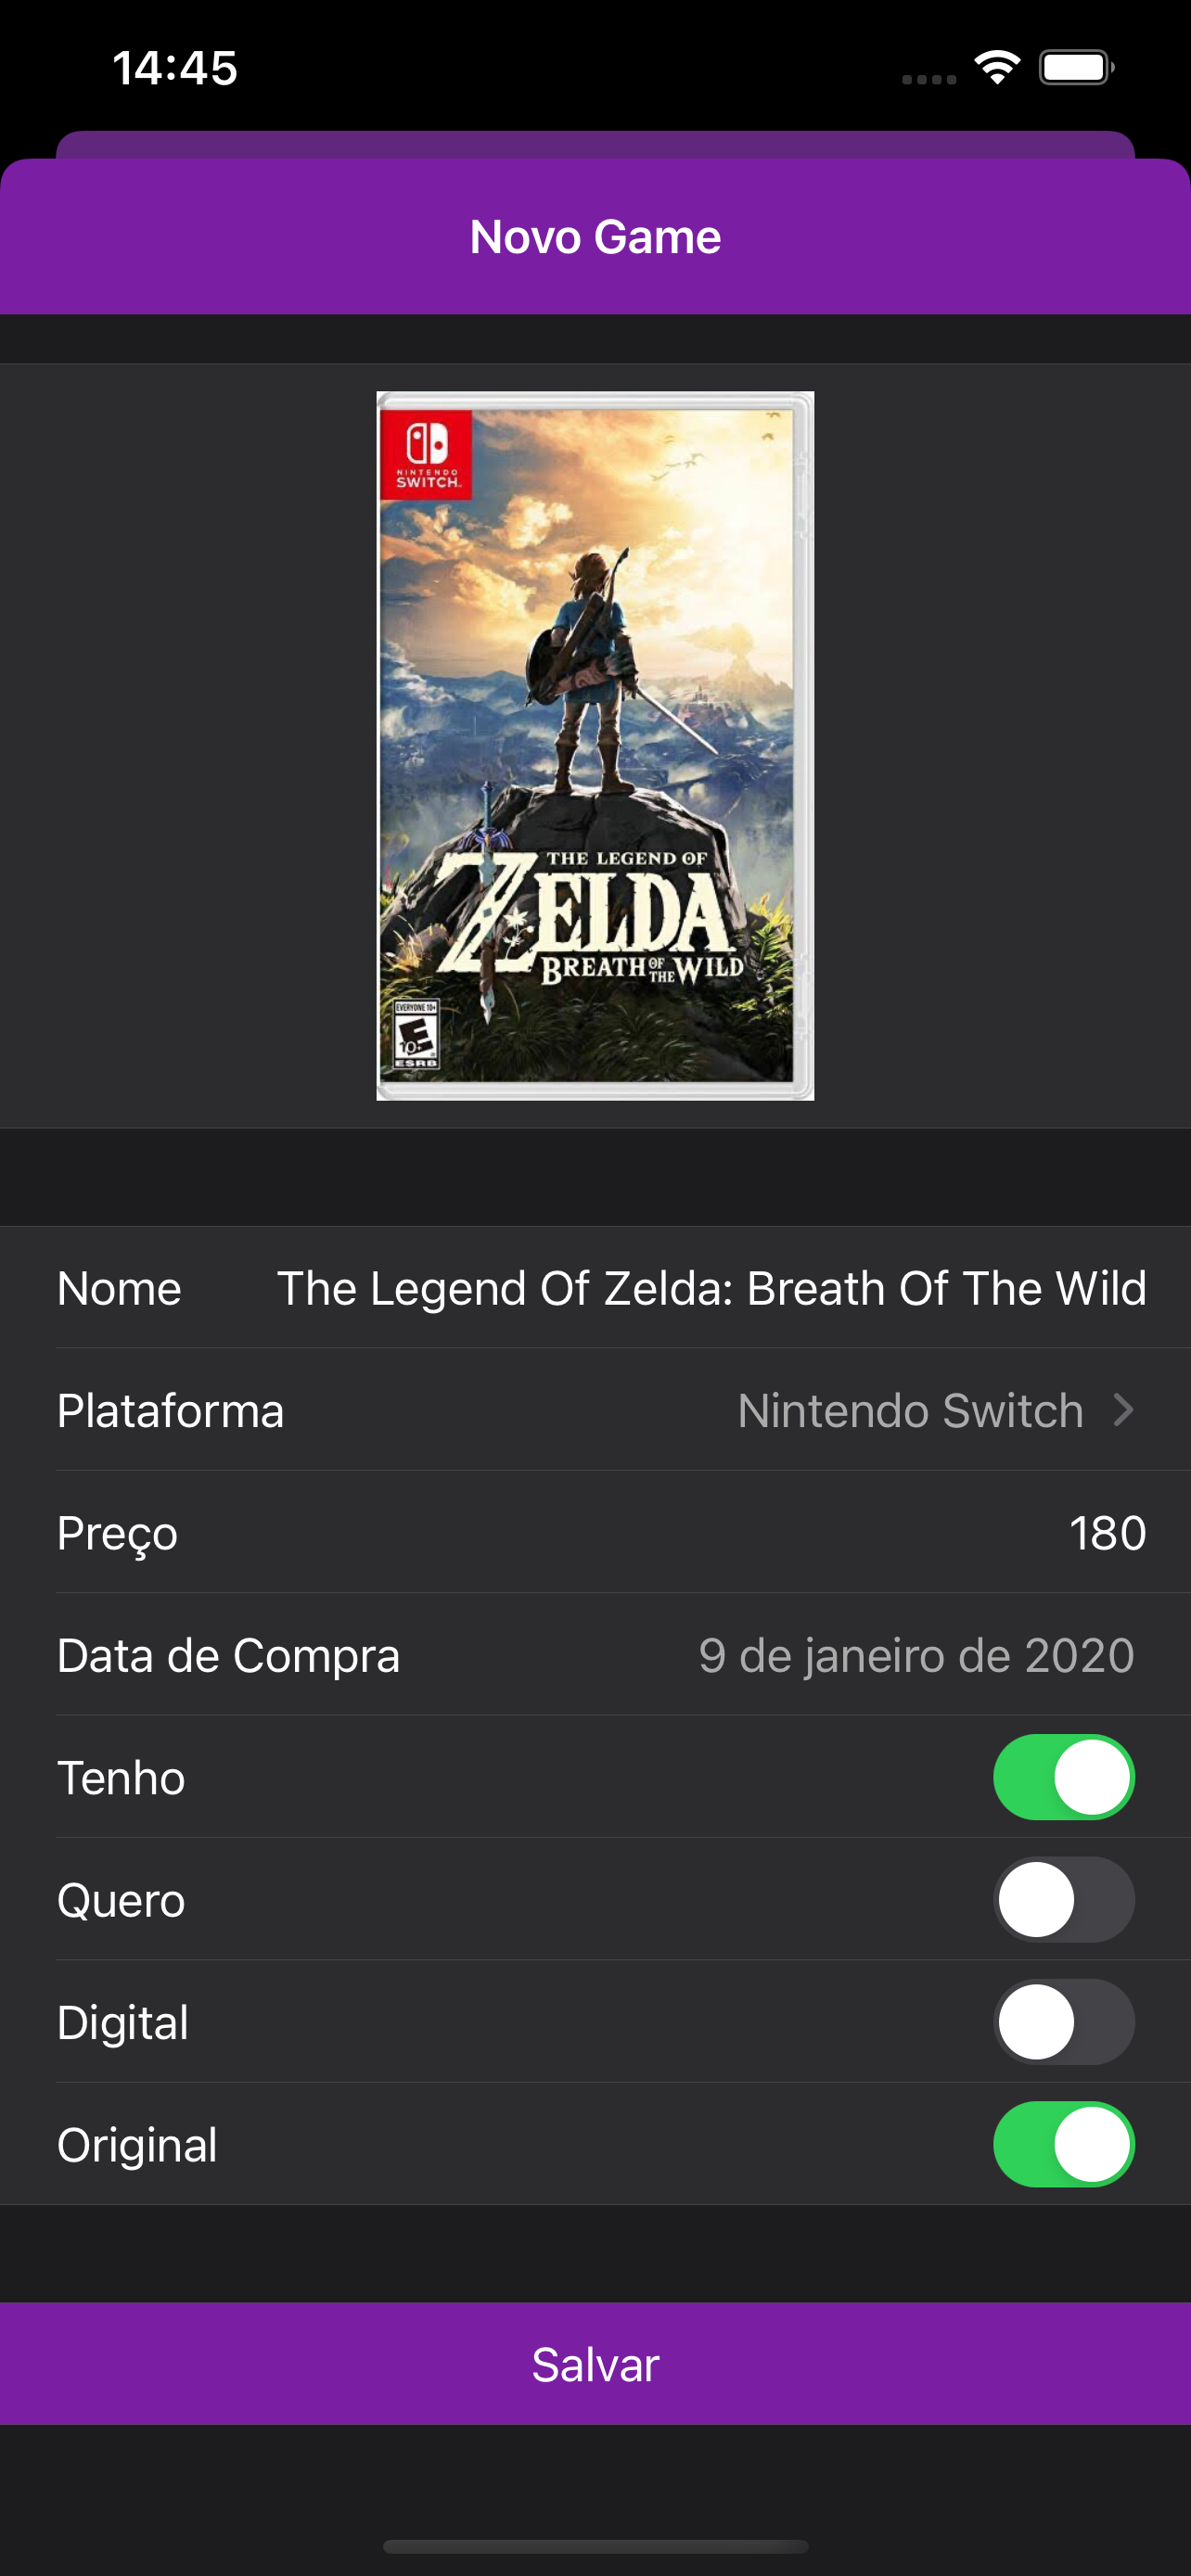 14:45
Novo Game
NINTENDO
SWITCH™
THE LEGEND OF
ZELDA
BREATH OF THE WILD
EVERYONE 10+
E
10+
ESRB
Nome The Legend Of Zelda: Breath Of The Wild
Plataforma Nintendo Switch
Preço 180
Data de Compra 9 de janeiro de 2020
Tenho
Quero
Digital
Original
Salvar